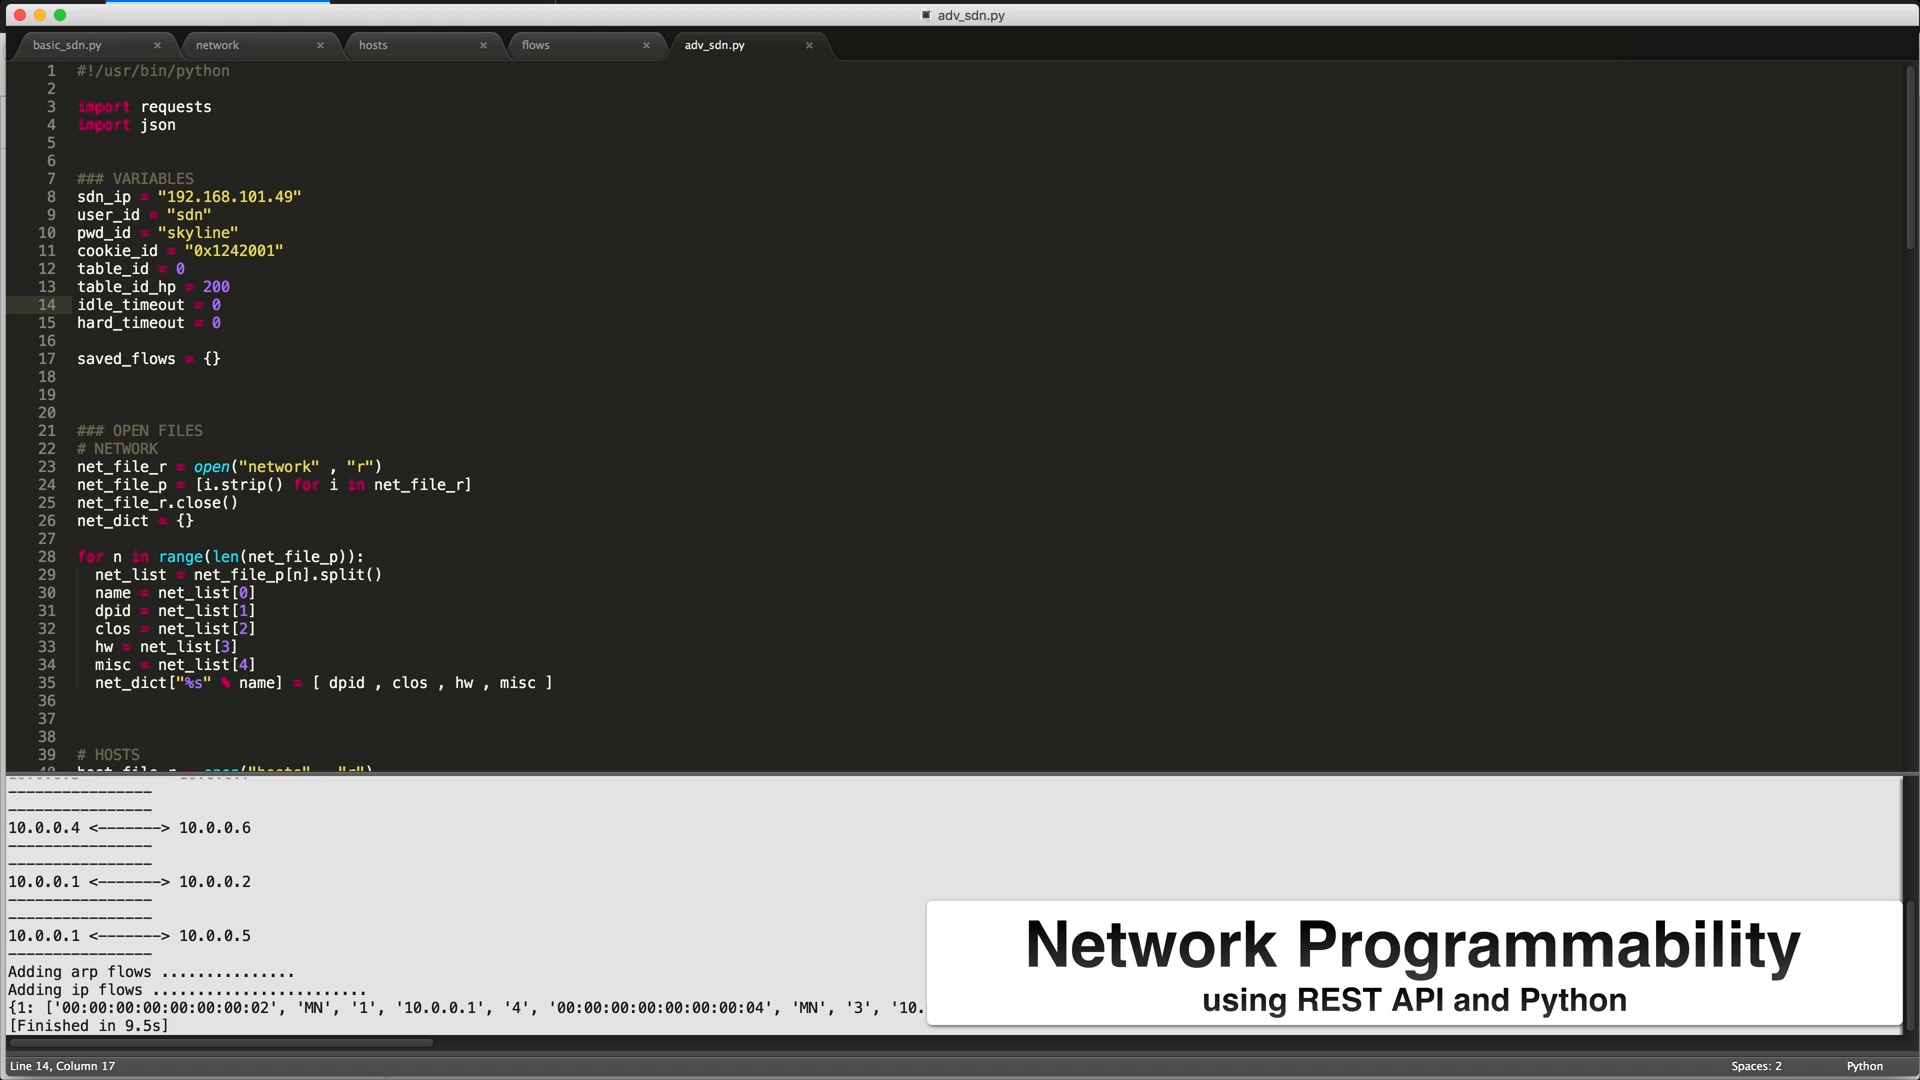 adv_sdn.py
basic_sdn.py × network × hosts × flows × adv_sdn.py ×
1 #!/usr/bin/python
2
3 import requests
4 import json
5
6
7 ### VARIABLES
8 sdn_ip = "192.168.101.49"
9 user_id = "sdn"
10 pwd_id = "skyline"
11 cookie_id = "0x1242001"
12 table_id = 0
13 table_id_hp = 200
14 idle_timeout = 0
15 hard_timeout = 0
16
17 saved_flows = {}
18
19
20
21 ### OPEN FILES
22 # NETWORK
23 net_file_r = open("network" , "r")
24 net_file_p = [i.strip() for i in net_file_r]
25 net_file_r.close()
26 net_dict = {}
27
28 for n in range(len(net_file_p)):
29 net_list = net_file_p[n].split()
30 name = net_list[0]
31 dpid = net_list[1]
32 clos = net_list[2]
33 hw = net_list[3]
34 misc = net_list[4]
35 net_dict["%s" % name] = [ dpid , clos , hw , misc ]
36
37
38
39 # HOSTS
40 host_file_r = open("hosts" , "r")
----------------
----------------
10.0.0.4 <-------> 10.0.0.6
----------------
----------------
10.0.0.1 <-------> 10.0.0.2
----------------
----------------
10.0.0.1 <-------> 10.0.0.5
----------------
Adding arp flows ...............
Adding ip flows ........................
{1: ['00:00:00:00:00:00:00:02', 'MN', '1', '10.0.0.1', '4', '00:00:00:00:00:00:00:04', 'MN', '3', '10.
[Finished in 9.5s]
Network Programmability
using REST API and Python
Line 14, Column 17 Spaces: 2 Python